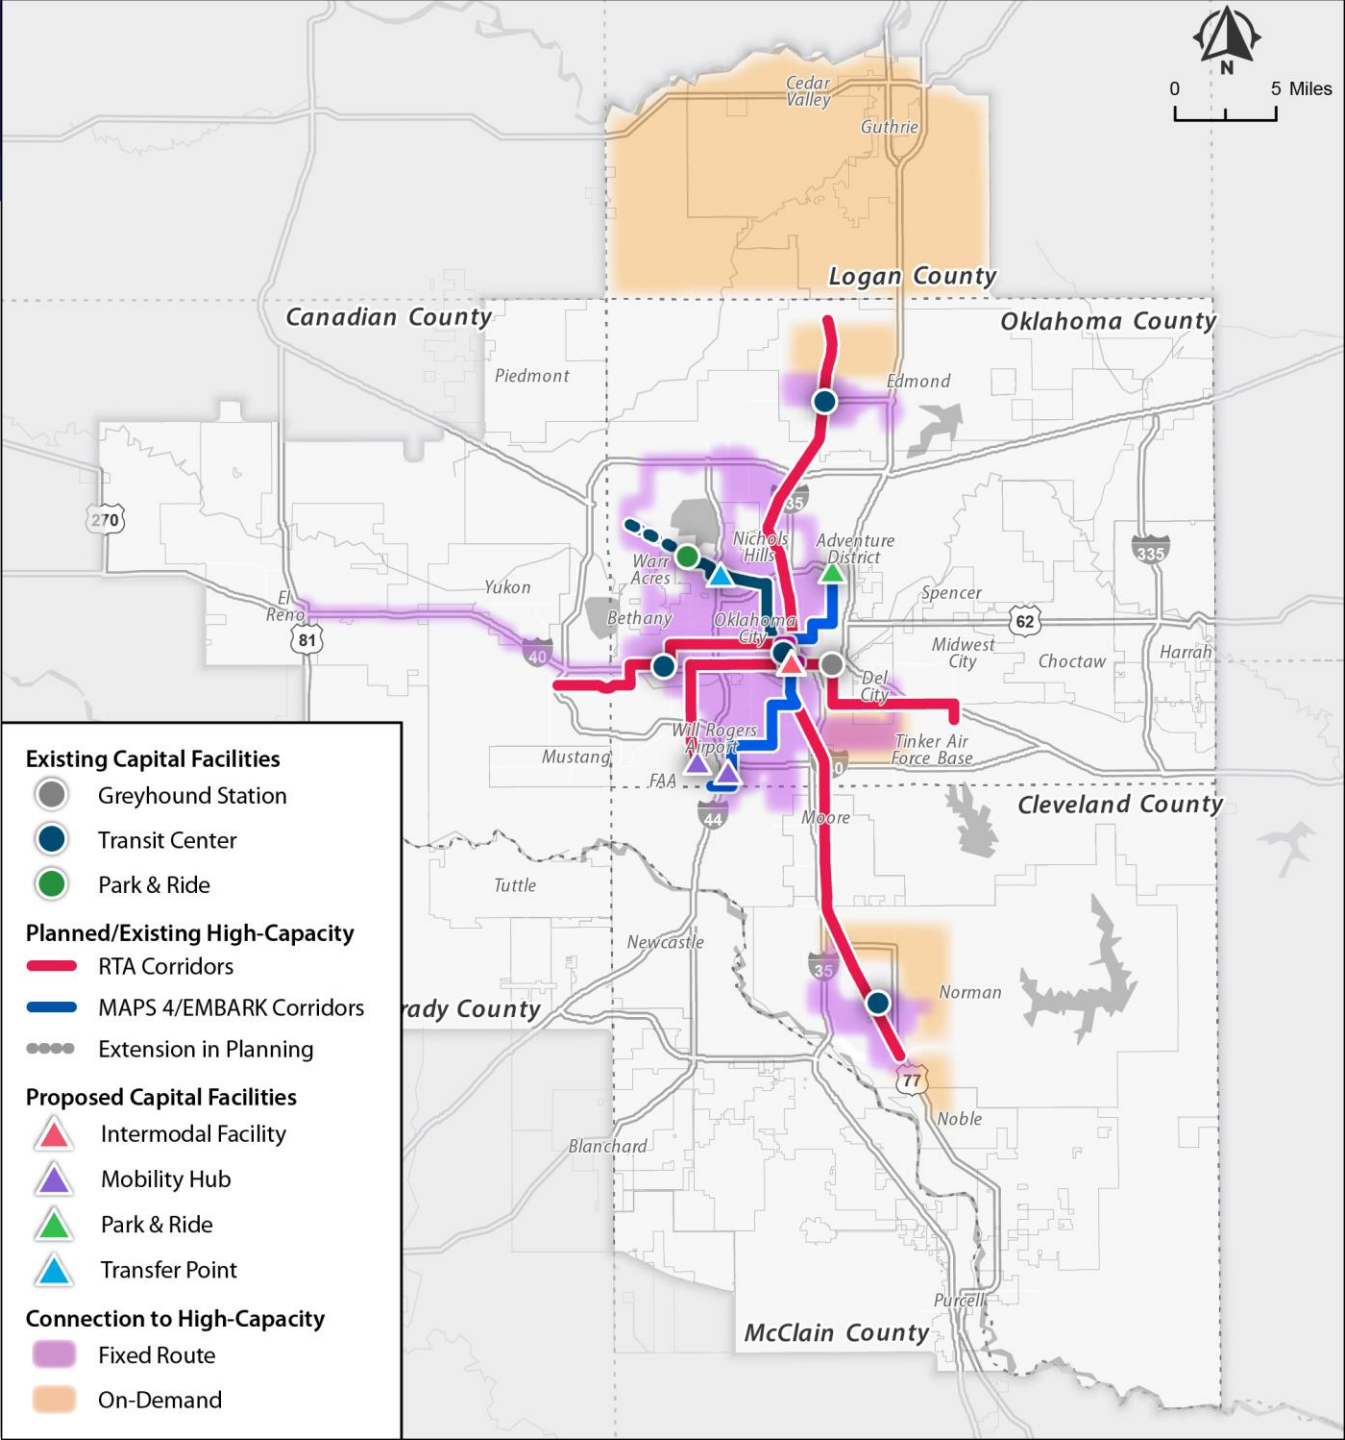 N
0 5 Miles
Cedar
Valley
Guthrie
Logan County
Canadian County
Oklahoma County
Piedmont
Edmond
270
35
335
Nichols
Hills
Adventure
District
Warr
Acres
Yukon
El
Reno
Spencer
Bethany
Oklahoma
City
62
81
40
Midwest
City
Choctaw
Harrah
Del
City
Will Rogers
Airport
Tinker Air
Force Base
Mustang
FAA
0
44
Cleveland County
Moore
Tuttle
Newcastle
35
Norman
rady County
77
Noble
Blanchard
Purcell
McClain County
Existing Capital Facilities
Greyhound Station
Transit Center
Park & Ride
Planned/Existing High-Capacity
RTA Corridors
MAPS 4/EMBARK Corridors
Extension in Planning
Proposed Capital Facilities
Intermodal Facility
Mobility Hub
Park & Ride
Transfer Point
Connection to High-Capacity
Fixed Route
On-Demand